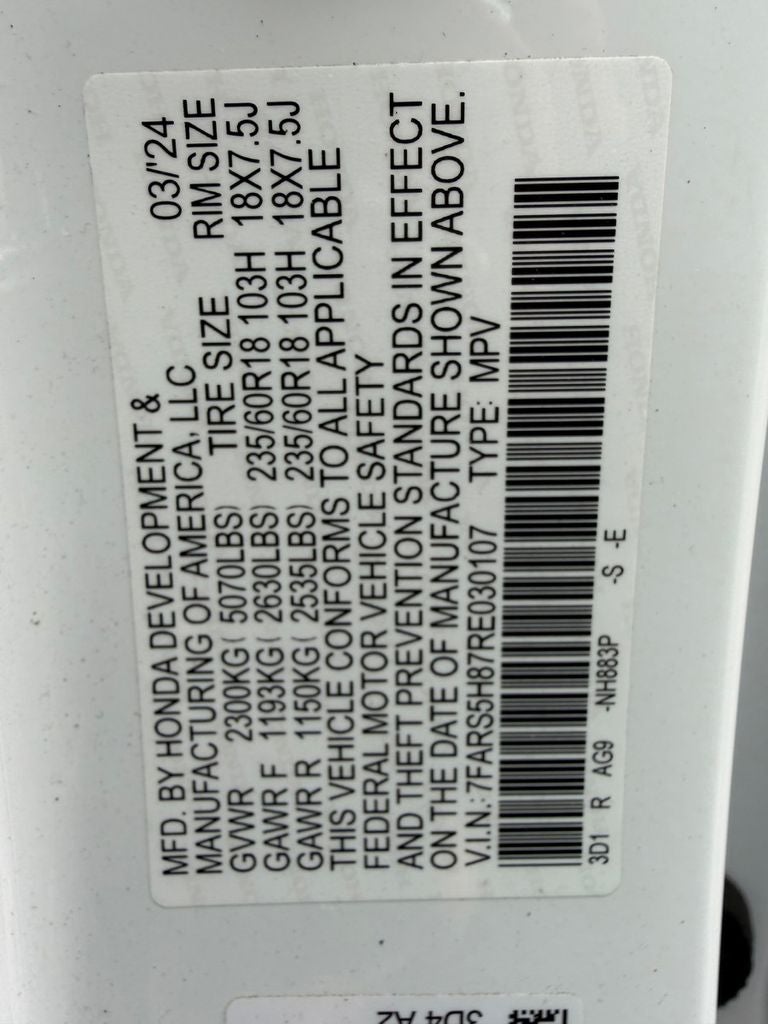 MFD. BY HONDA DEVELOPMENT &
MANUFACTURING OF AMERICA, LLC 03/'24
GVWR TIRE SIZE RIM SIZE
2300KG( 5070LBS)
GAWR F 1193KG( 2630LBS) 235/60R18 103H 18X7.5J
GAWR R 1150KG( 2535LBS) 235/60R18 103H 18X7.5J
THIS VEHICLE CONFORMS TO ALL APPLICABLE
FEDERAL MOTOR VEHICLE SAFETY
AND THEFT PREVENTION STANDARDS IN EFFECT
ON THE DATE OF MANUFACTURE SHOWN ABOVE.
V.I.N.:7FARS5H87RE030107 TYPE: MPV
3D1 R AG9 -NH883P -S -E
3D4 A2